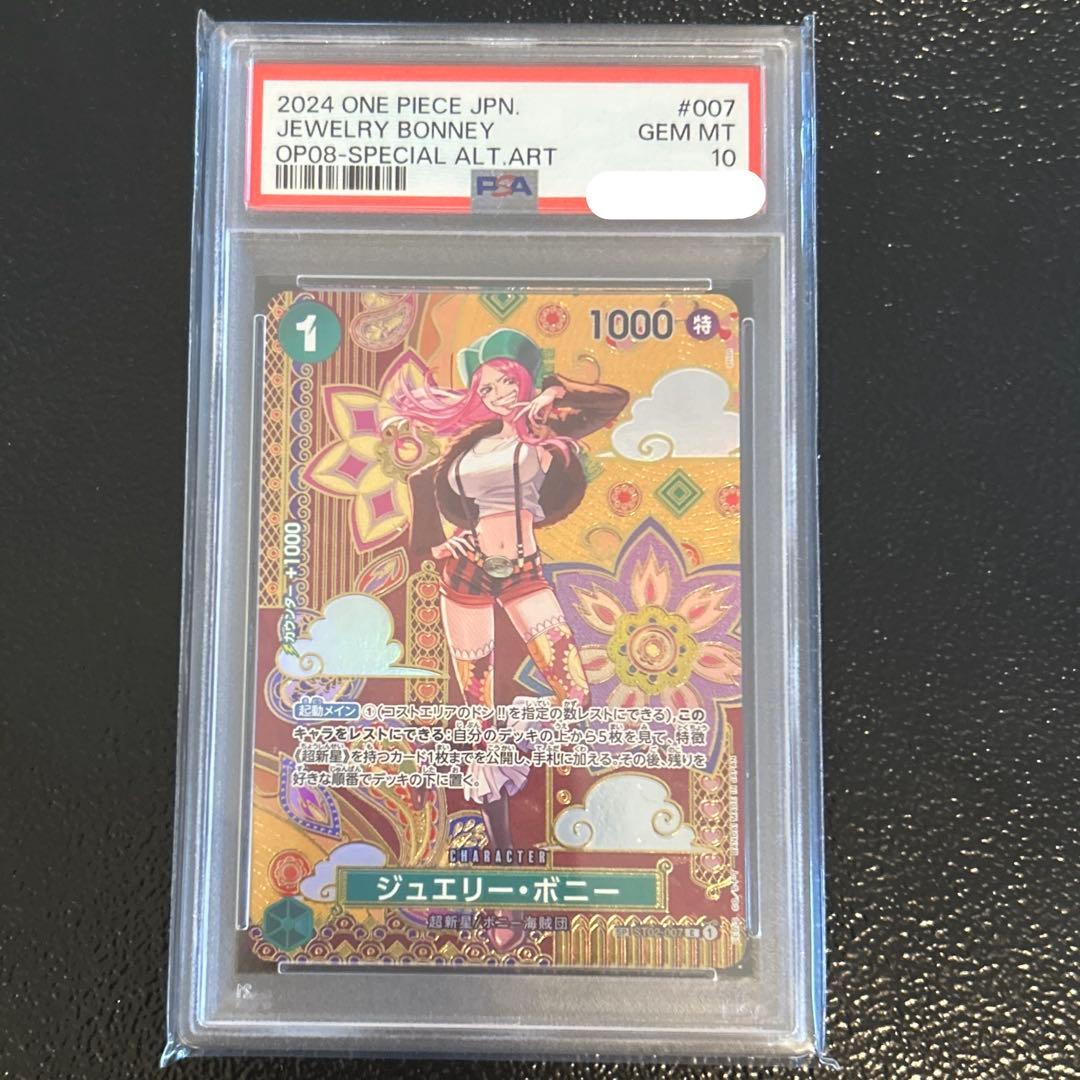 2024 ONE PIECE JPN. #007
JEWELRY BONNEY GEM MT
OP08-SPECIAL ALT.ART 10
PSA
1
1000 特
カウンター +1000
起動メイン ①(コストエリアのドン!!を指定の数レストにできる),この
キャラをレストにできる:自分のデッキの上から5枚を見て、特徴
《超新星》を持つカード1枚までを公開し、手札に加える。その後、残りを
好きな順番でデッキの下に置く。
CHARACTER
ジュエリー・ボニー
超新星/ボニー海賊団
SP ST02-007 C 1